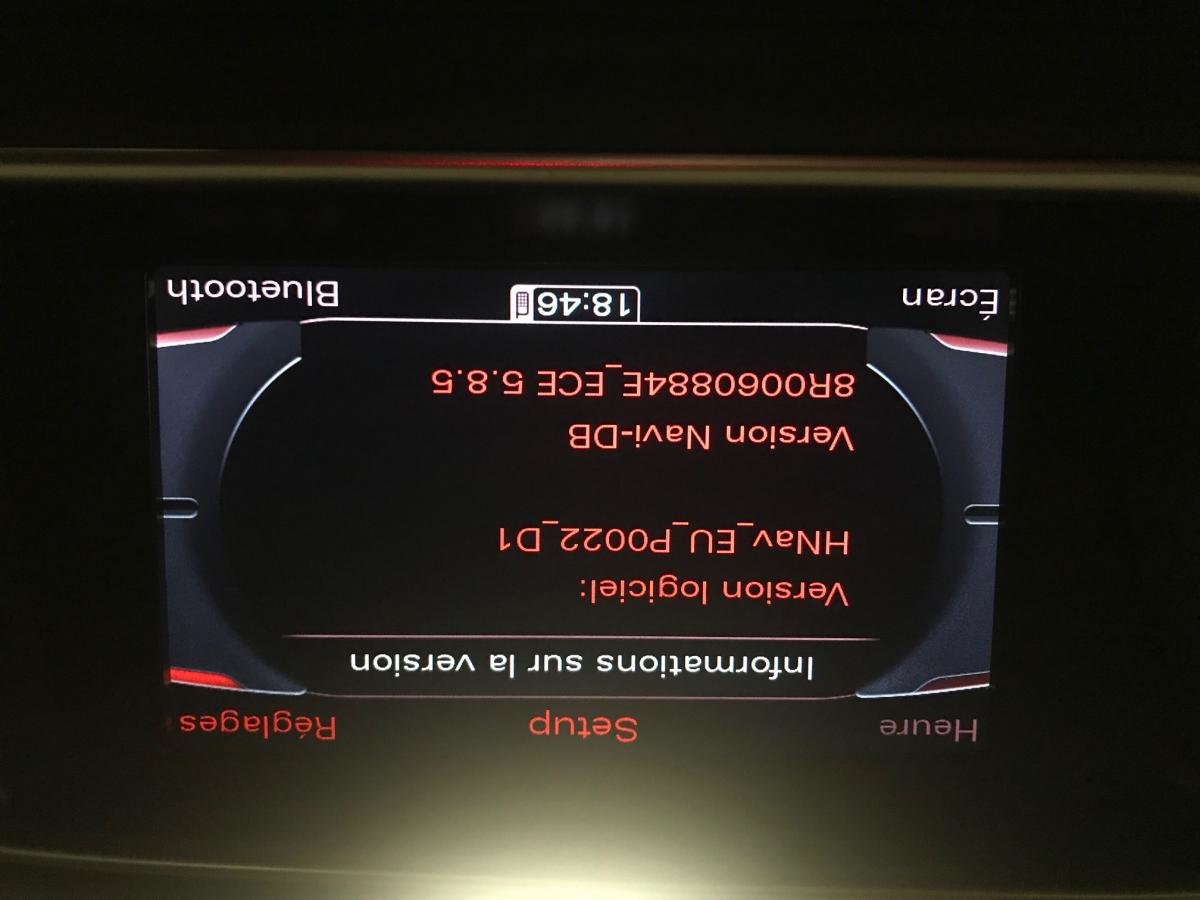 Heure Setup Réglages
Informations sur la version
Version logiciel:
HNav_EU_P0022_D1
Version Navi-DB
8R0060884E_ECE 5.8.5
Écran 18:46 Bluetooth